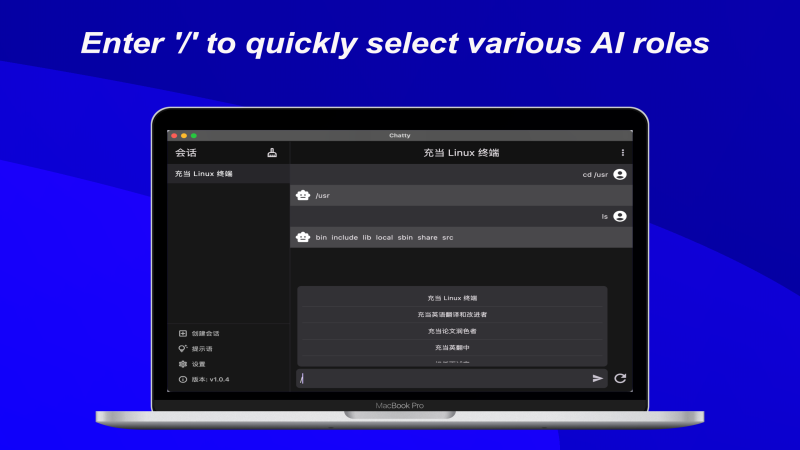 Enter '/' to quickly select various AI roles
Chatty
会话
充当 Linux 终端
充当 Linux 终端
cd /usr
/usr
ls
bin include lib local sbin share src
充当 Linux 终端
充当英语翻译和改进者
充当论文润色者
充当英翻中
创建会话
提示语
设置
版本: v1.0.4
/
MacBook Pro